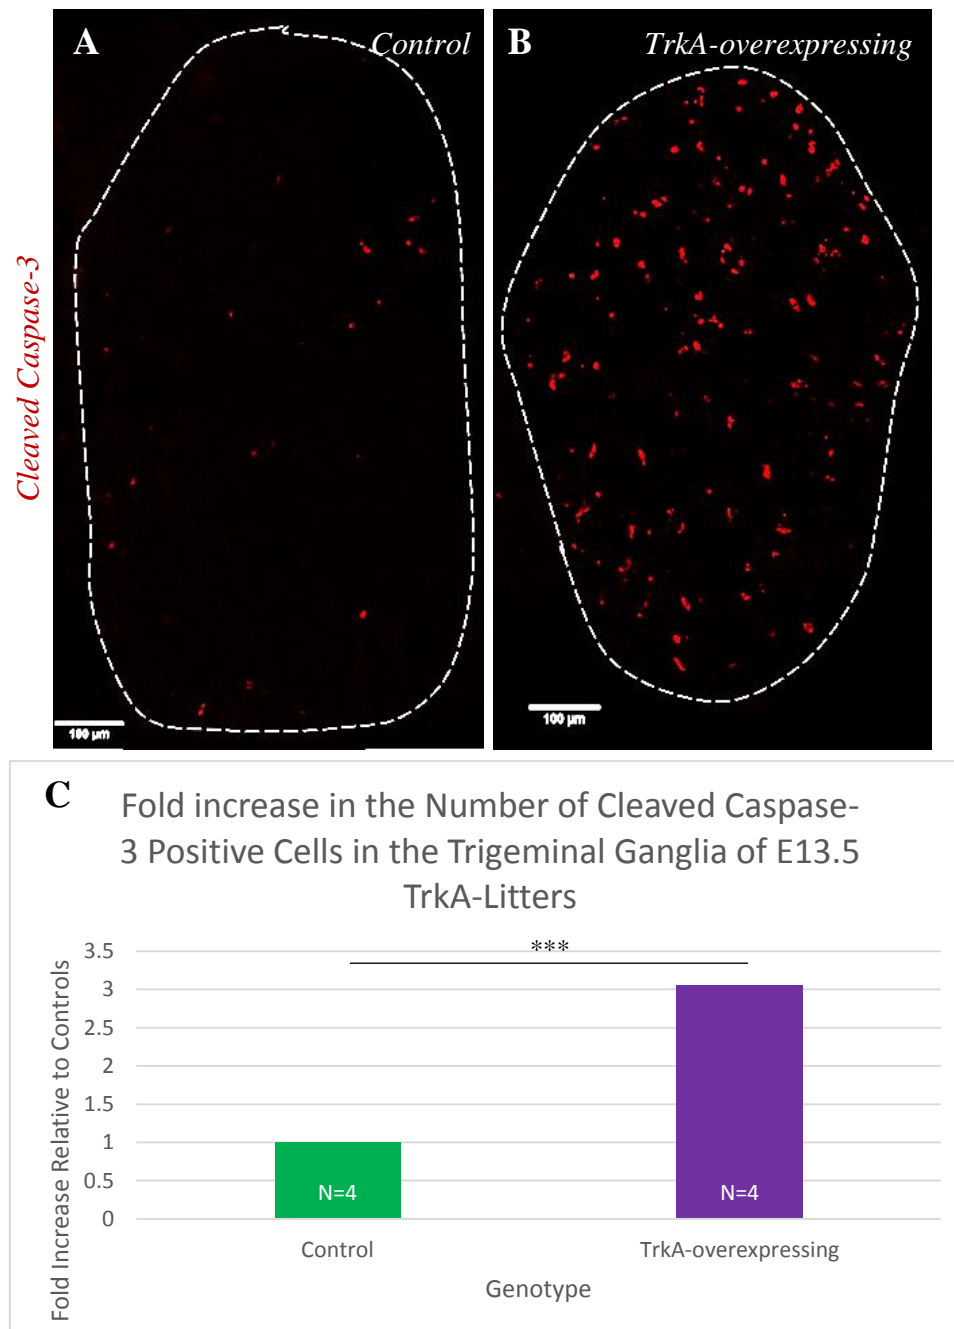 A
Control
B
TrkA-overexpressing
Cleaved Caspase-3
100 µm
100 µm
C
Fold increase in the Number of Cleaved Caspase-
3 Positive Cells in the Trigeminal Ganglia of E13.5
TrkA-Litters
Fold Increase Relative to Controls
3.5
3
2.5
2
1.5
1
0.5
0
***
N=4
N=4
Control
TrkA-overexpressing
Genotype